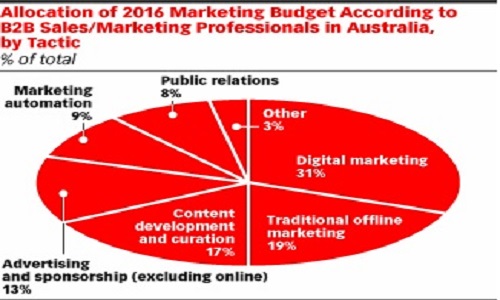 Allocation of 2016 Marketing Budget According to
B2B Sales/Marketing Professionals in Australia,
by Tactic
% of total
Public relations
8%
Marketing
automation
9%
Other
3%
Digital marketing
31%
Content
development
and curation
17%
Traditional offline
marketing
19%
Advertising
and sponsorship (excluding online)
13%